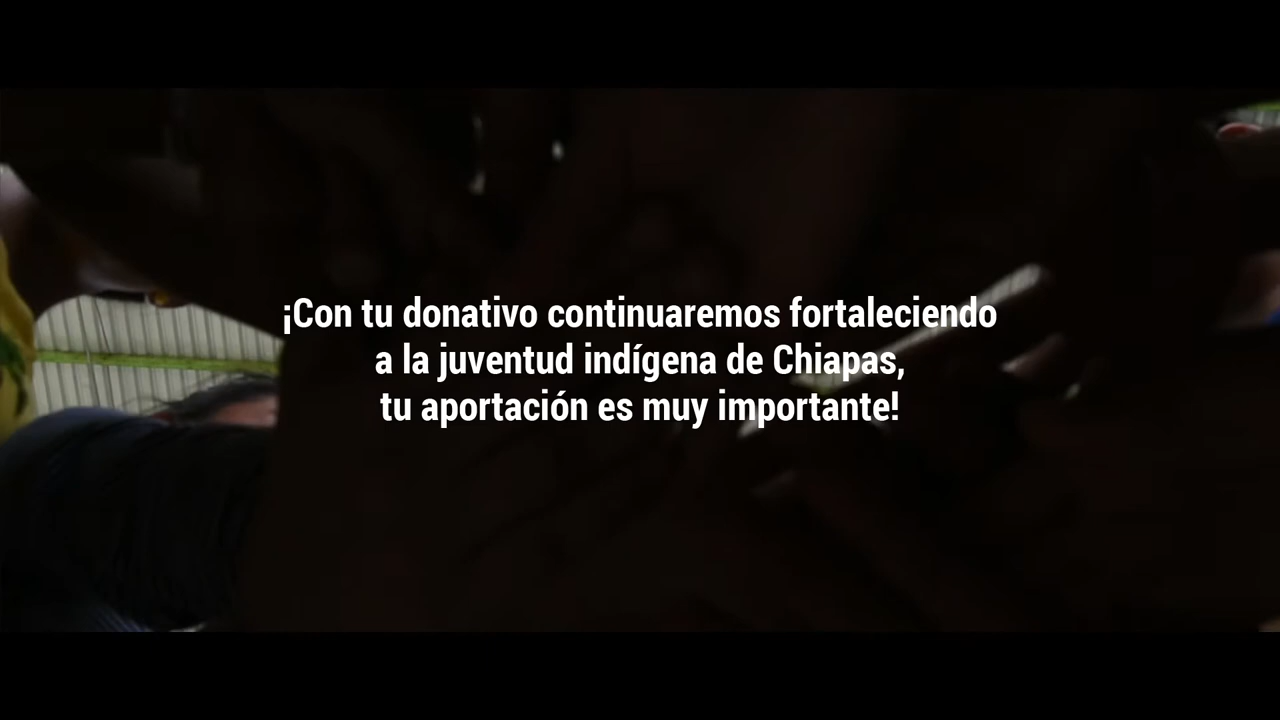 ¡Con tu donativo continuaremos fortaleciendo
a la juventud indígena de Chiapas,
tu aportación es muy importante!